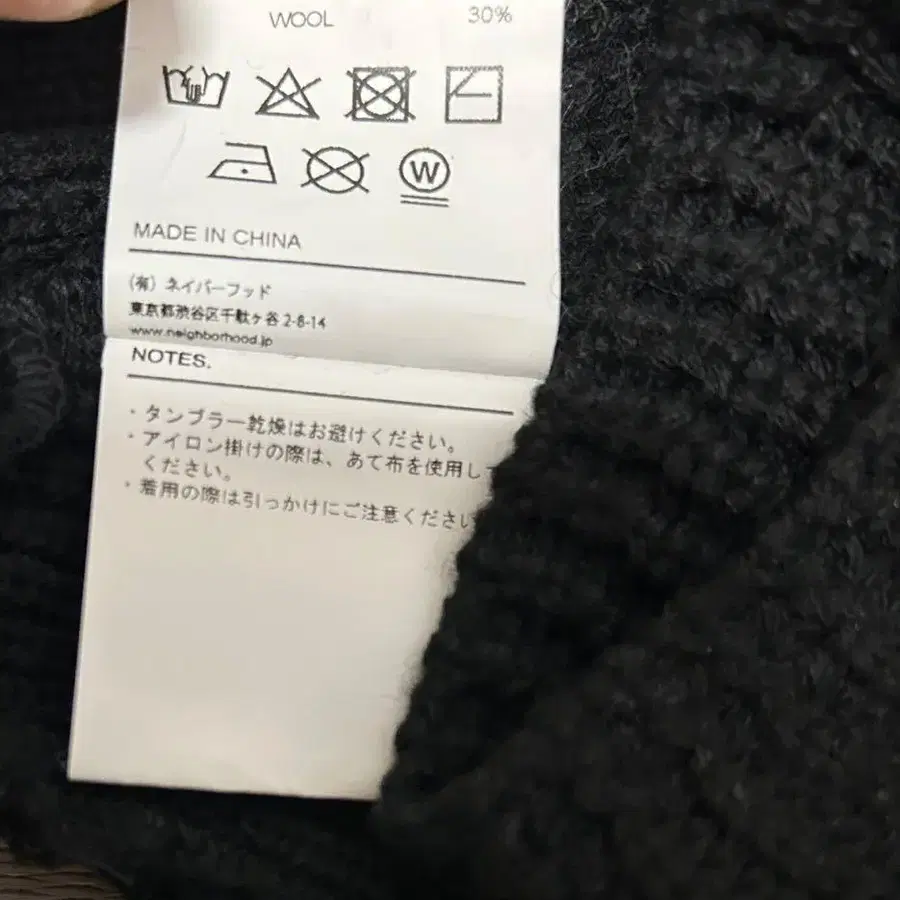 WOOL 30%
W
MADE IN CHINA
(有) ネイバーフッド
東京都渋谷区千駄ヶ谷 2-8-14
www.neighborhood.jp
NOTES.
・タンブラー乾燥はお避けください。
・アイロン掛けの際は、あて布を使用して
ください。
・着用の際は引っかけにご注意ください